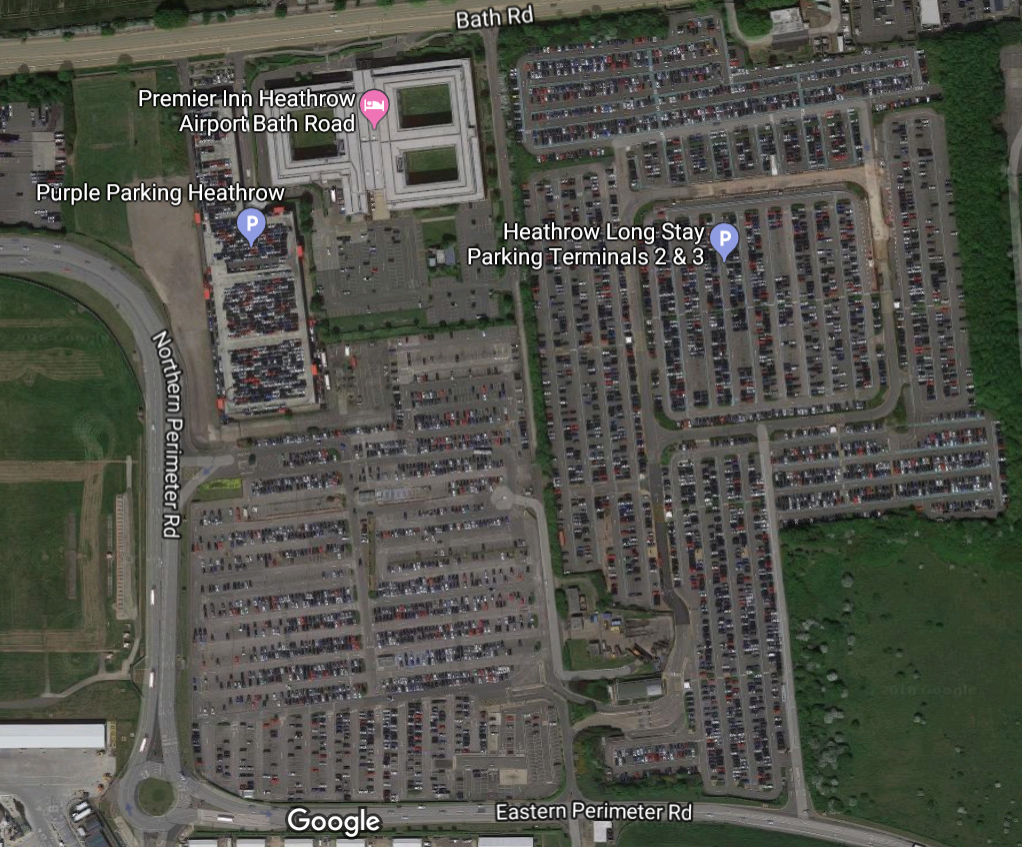 Bath Rd
Premier Inn Heathrow
Airport Bath Road
Purple Parking Heathrow
P
Heathrow Long Stay
Parking Terminals 2 & 3
P
Northern Perimeter Rd
Google
Eastern Perimeter Rd